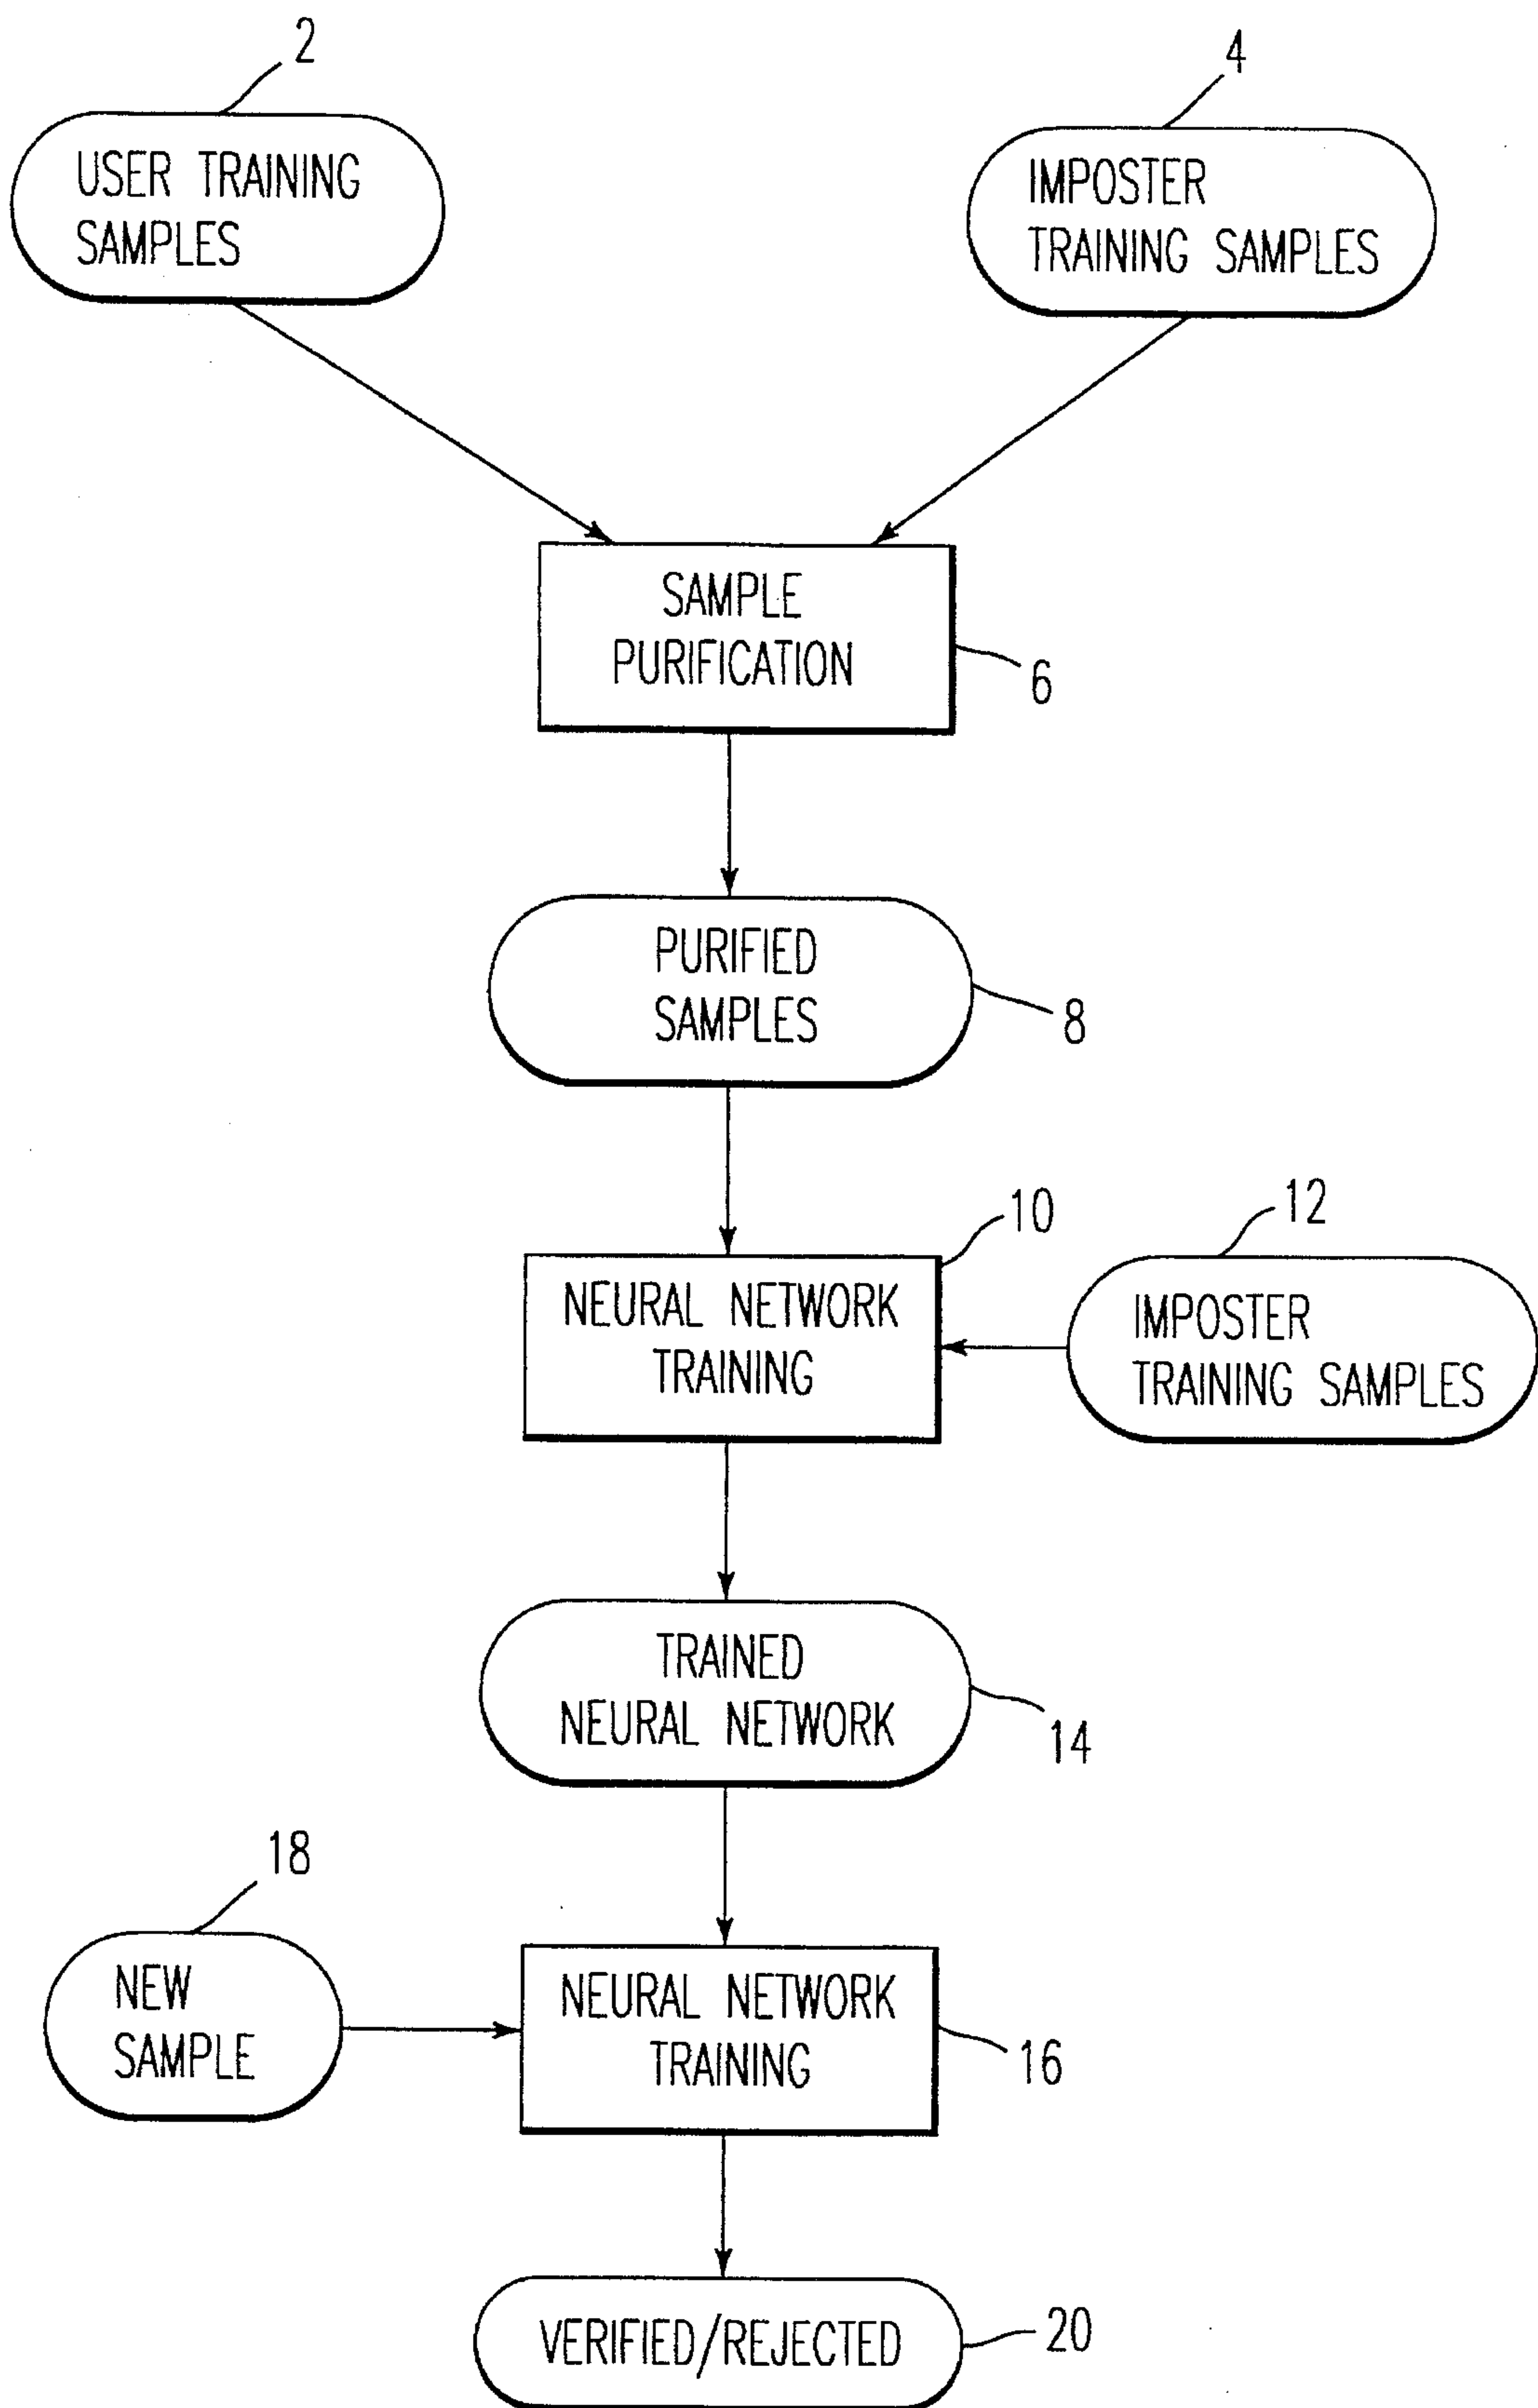 2
4
USER TRAINING
SAMPLES
IMPOSTER
TRAINING SAMPLES
SAMPLE
PURIFICATION
6
PURIFIED
SAMPLES
8
10
12
NEURAL NETWORK
TRAINING
IMPOSTER
TRAINING SAMPLES
TRAINED
NEURAL NETWORK
14
18
NEW
SAMPLE
NEURAL NETWORK
TRAINING
16
VERIFIED/REJECTED
20